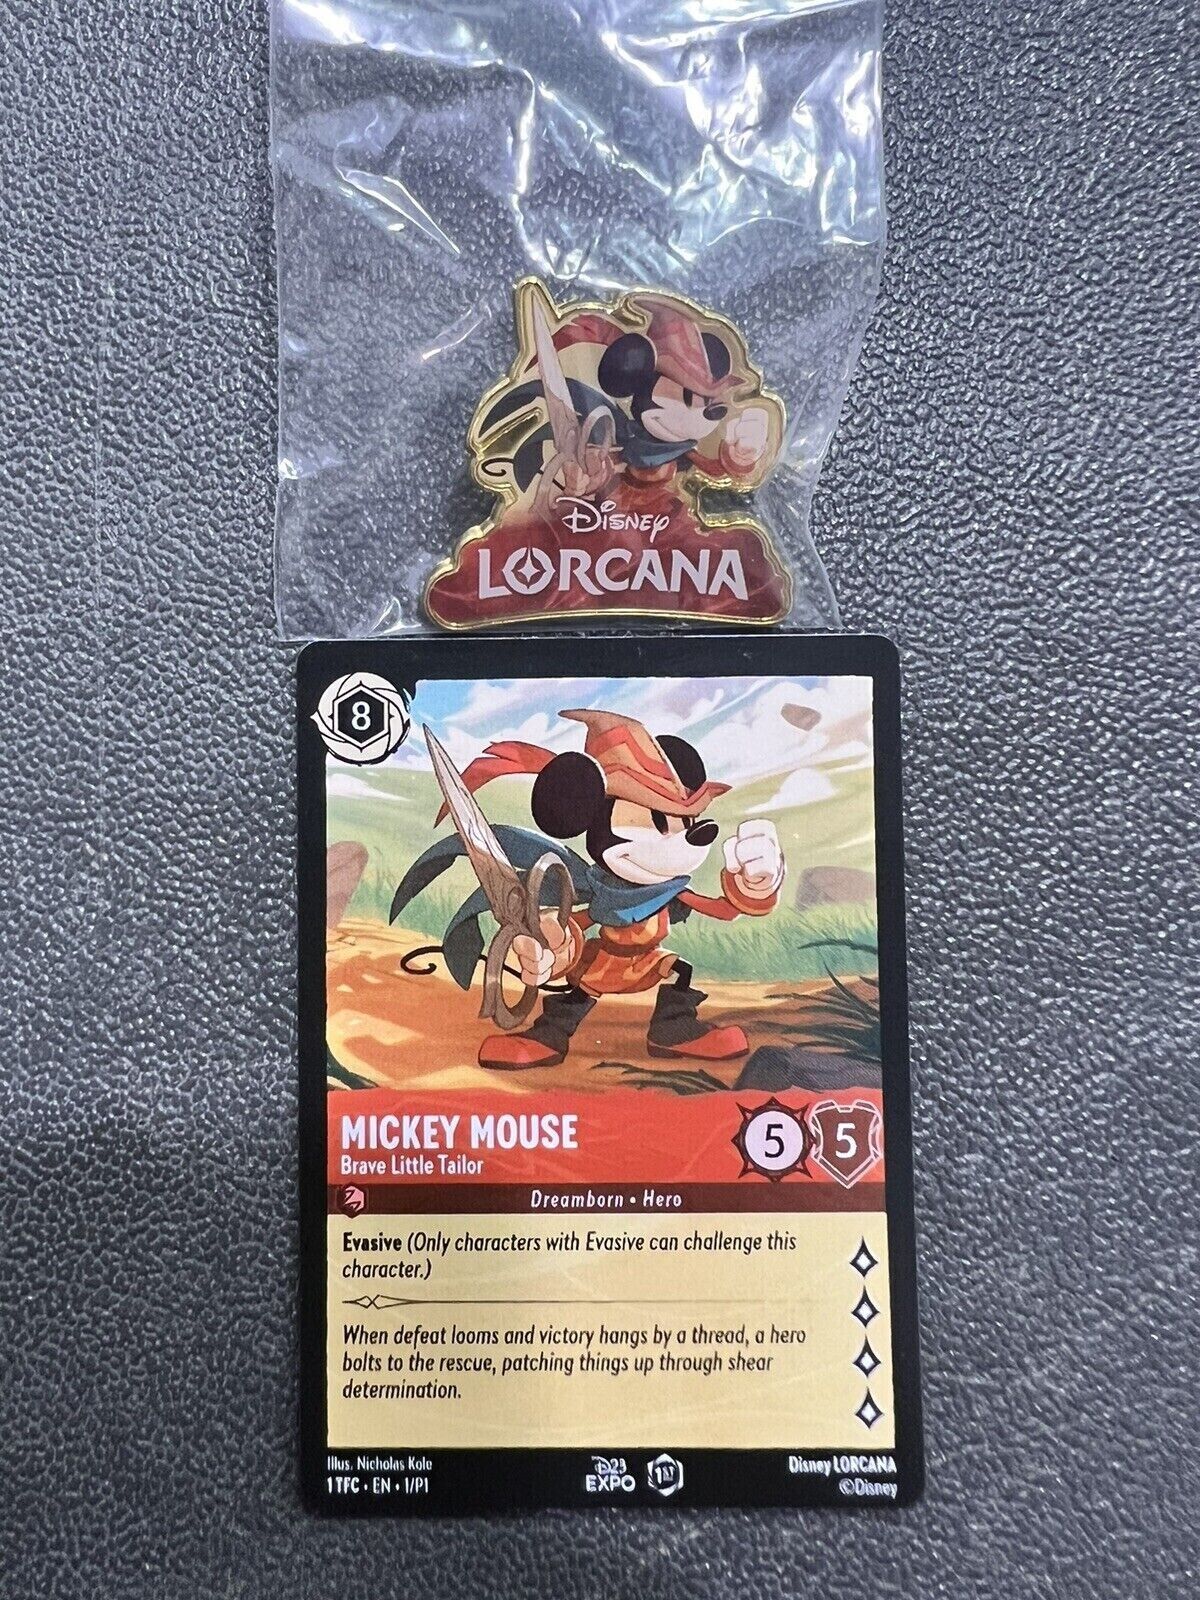 Disney
LORCANA
8
MICKEY MOUSE
Brave Little Tailor
5
5
Dreamborn • Hero
Evasive (Only characters with Evasive can challenge this
character.)
When defeat looms and victory hangs by a thread, a hero
bolts to the rescue, patching things up through shear
determination.
Illus. Nicholas Kole
1TFC • EN • 1/P1
D23
EXPO
1ST
Disney LORCANA
©Disney